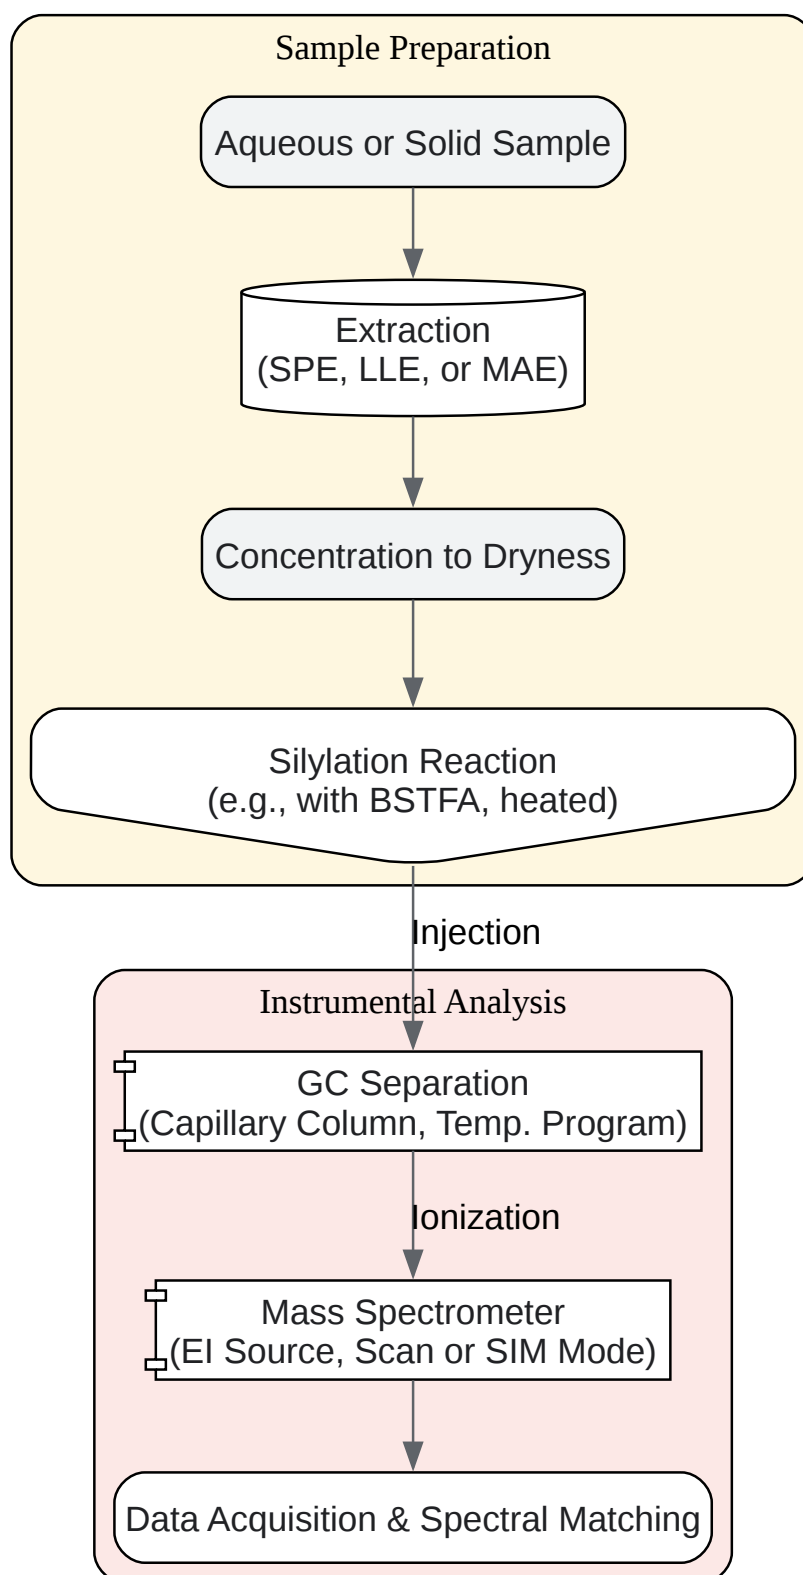 Sample Preparation
Aqueous or Solid Sample
Extraction
(SPE, LLE, or MAE)
Concentration to Dryness
Silylation Reaction
(e.g., with BSTFA, heated)
Injection
Instrumental Analysis
GC Separation
(Capillary Column, Temp. Program)
Ionization
Mass Spectrometer
(EI Source, Scan or SIM Mode)
Data Acquisition & Spectral Matching